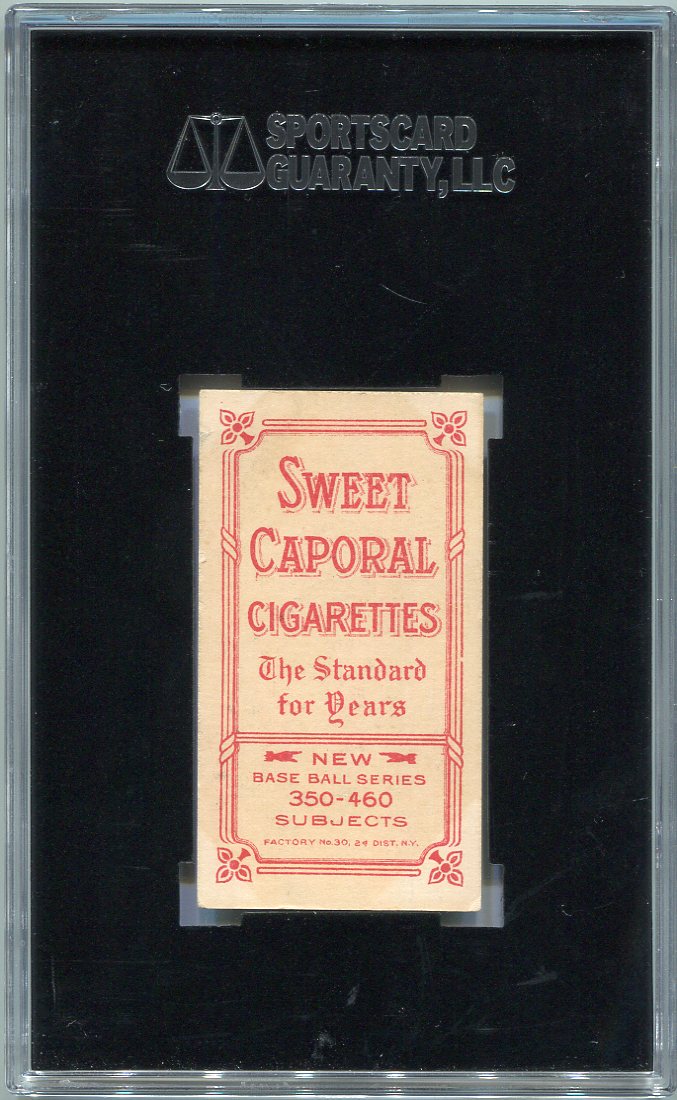 SPORTSCARD
GUARANTY, LLC
SWEET
CAPORAL
CIGARETTES
The Standard
for Years
NEW
BASE BALL SERIES
350-460
SUBJECTS
FACTORY No. 30, 24 DIST. N.Y.